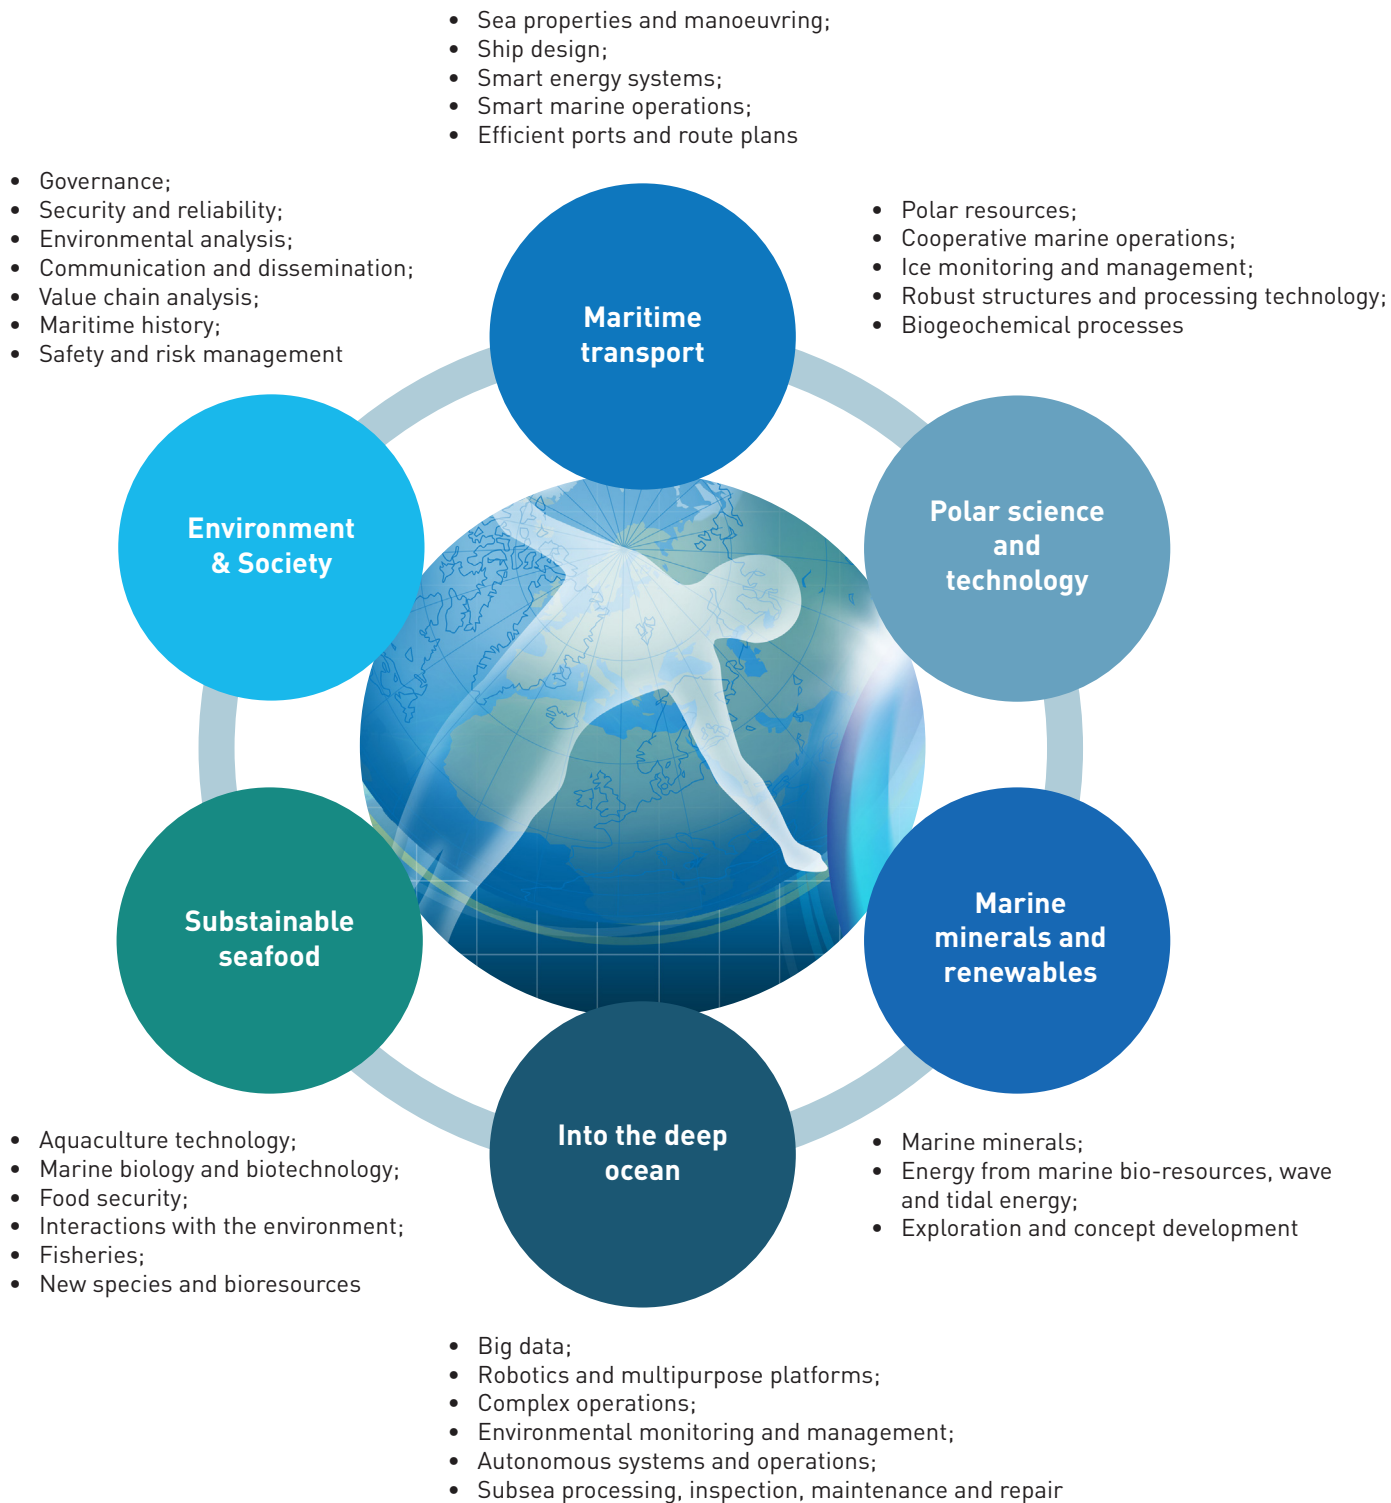 • Sea properties and manoeuvring;
• Ship design;
• Smart energy systems;
• Smart marine operations;
• Efficient ports and route plans
• Governance;
• Security and reliability;
• Environmental analysis;
• Communication and dissemination;
• Value chain analysis;
• Maritime history;
• Safety and risk management
• Polar resources;
• Cooperative marine operations;
• Ice monitoring and management;
• Robust structures and processing technology;
• Biogeochemical processes
Maritime
transport
Environment
& Society
Polar science
and
technology
Substainable
seafood
Marine
minerals and
renewables
Into the deep
ocean
• Aquaculture technology;
• Marine biology and biotechnology;
• Food security;
• Interactions with the environment;
• Fisheries;
• New species and bioresources
• Marine minerals;
• Energy from marine bio-resources, wave
and tidal energy;
• Exploration and concept development
• Big data;
• Robotics and multipurpose platforms;
• Complex operations;
• Environmental monitoring and management;
• Autonomous systems and operations;
• Subsea processing, inspection, maintenance and repair